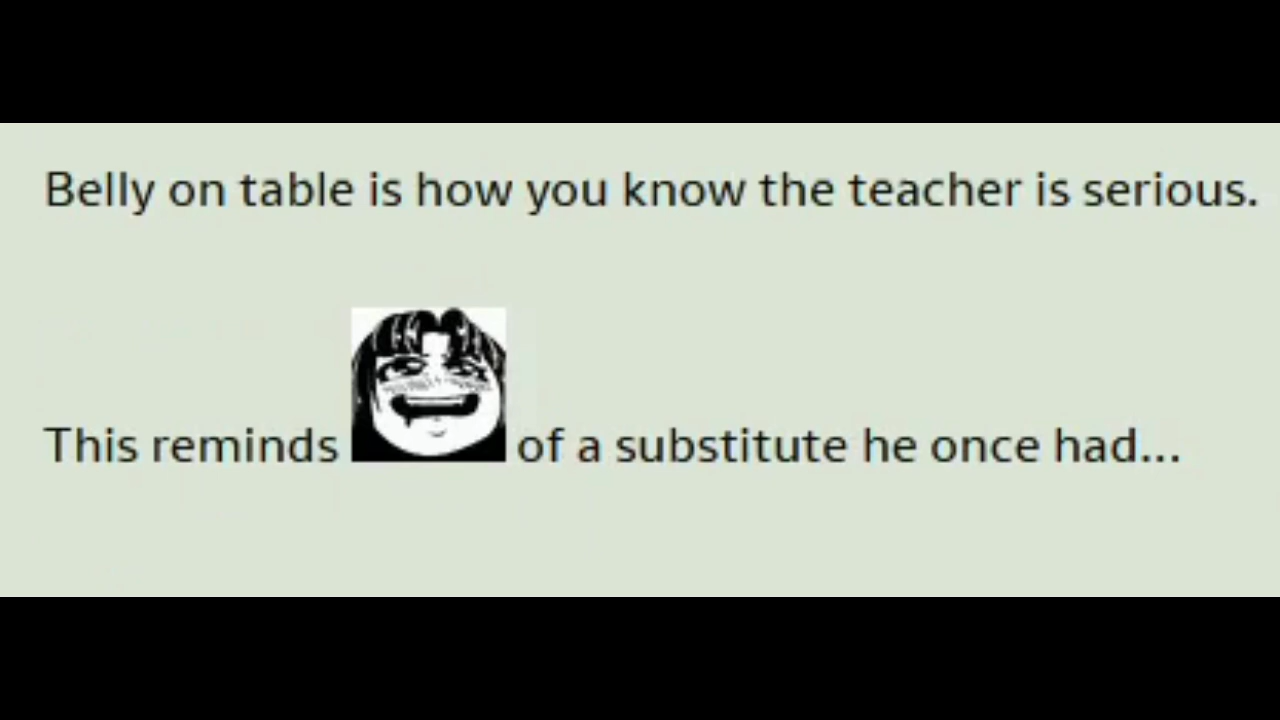 Belly on table is how you know the teacher is serious.
This reminds of a substitute he once had...